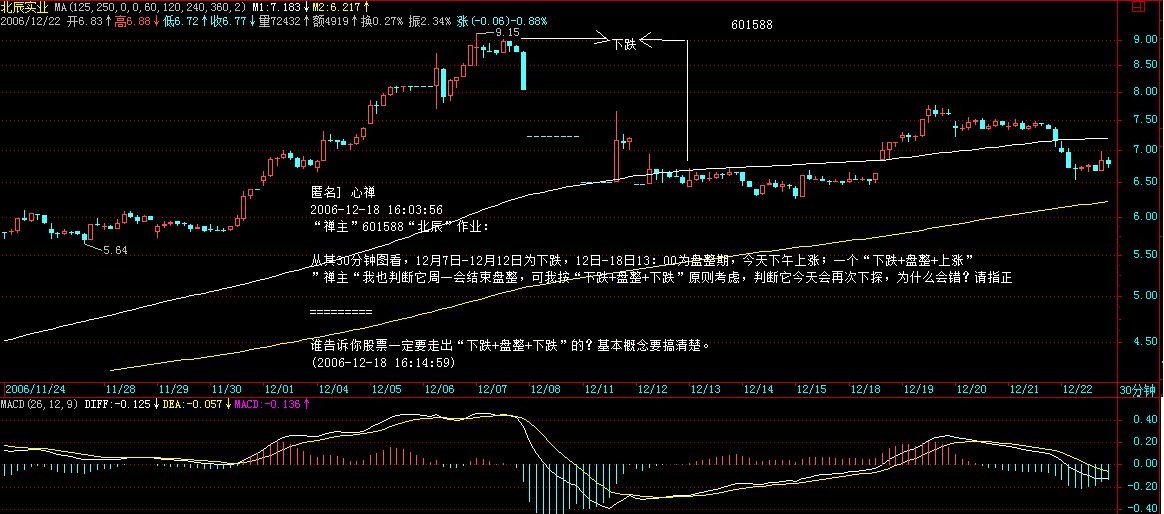 北辰实业 MA(125,250,0,0,60,120,240,360,2) M1:7.183↓M2:6.217↑
2006/12/22 开6.83↑高6.88↓低6.72↑收6.77↓量72432↑额4919↑换0.27% 振2.34% 涨(-0.06)-0.88%
601588
9.15
下跌
9.00
8.50
8.00
7.50
7.00
6.50
6.00
5.50
5.00
4.50
5.64
匿名] 心禅
2006-12-18 16:03:56
“禅主”601588“北辰”作业:
从其30分钟图看，12月7日-12月12日为下跌，12日-18日13：00为盘整期，今天下午上涨；一个“下跌+盘整+上涨”
”禅主“我也判断它周一会结束盘整，可我按“下跌+盘整+下跌”原则考虑，判断它今天会再次下探，为什么会错？请指正
=========
谁告诉你股票一定要走出“下跌+盘整+下跌”的？基本概念要搞清楚。
(2006-12-18 16:14:59)
2006/11/24 11/28 11/29 11/30 12/01 12/04 12/05 12/06 12/07 12/08 12/11 12/12 12/13 12/14 12/15 12/18 12/19 12/20 12/21 12/22 30分钟
MACD(26,12,9) DIFF:-0.125↓DEA:-0.057↓MACD:-0.136↑
0.40
0.20
0.00
-0.20
-0.40